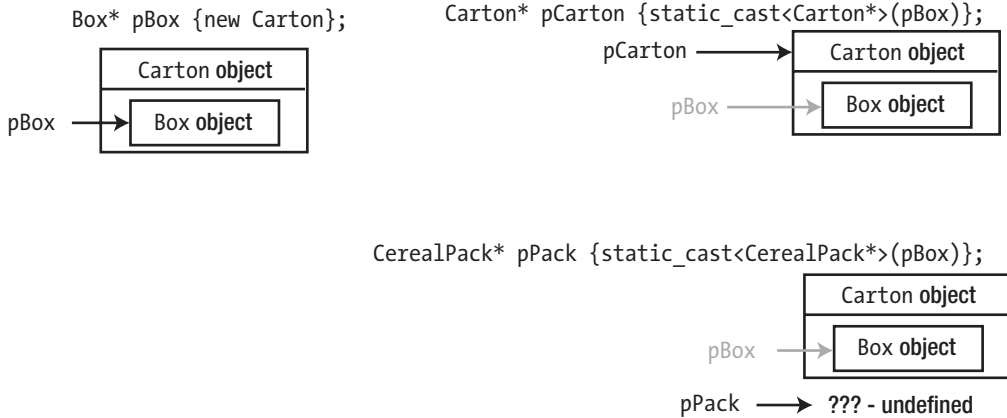 Box* pBox {new Carton};
Carton object
pBox
Box object
Carton* pCarton {static_cast<Carton*>(pBox)};
pCarton
Carton object
pBox
Box object
CerealPack* pPack {static_cast<CerealPack*>(pBox)};
Carton object
pBox
Box object
pPack
??? - undefined